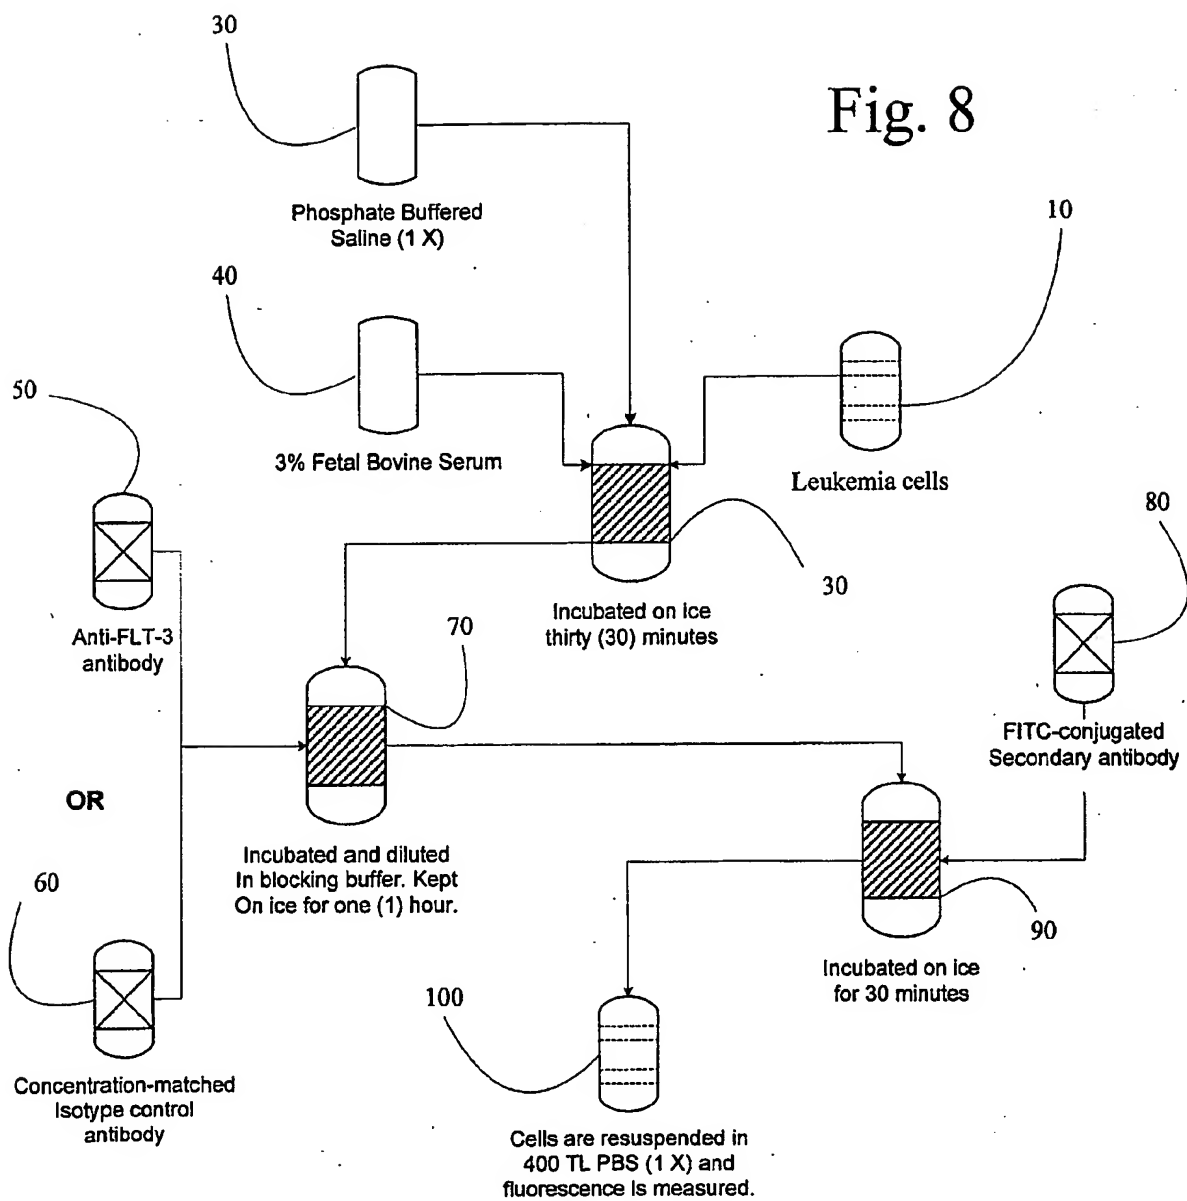 30
Fig. 8
Phosphate Buffered
Saline (1 X)
10
40
50
3% Fetal Bovine Serum
Leukemia cells
80
30
Anti-FLT-3
antibody
Incubated on ice
thirty (30) minutes
70
FITC-conjugated
Secondary antibody
OR
Incubated and diluted
In blocking buffer. Kept
On ice for one (1) hour.
60
90
Incubated on ice
for 30 minutes
100
Concentration-matched
Isotype control
antibody
Cells are resuspended in
400 TL PBS (1 X) and
fluorescence is measured.